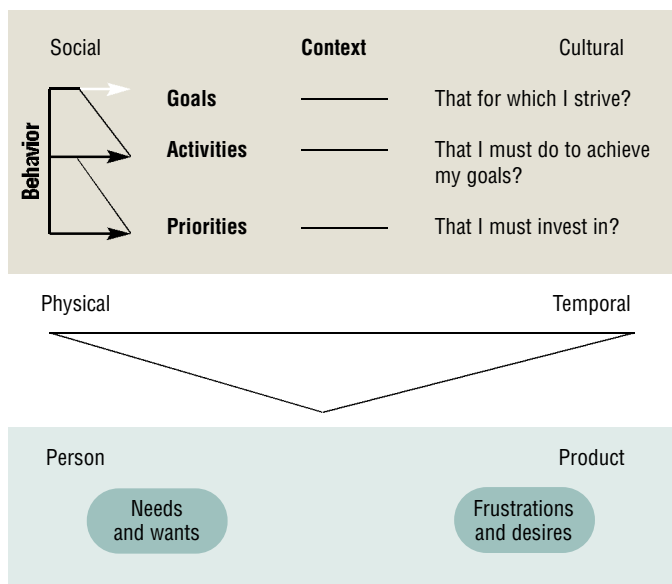 Social Context Cultural
Behavior
Goals That for which I strive?
Activities That I must do to achieve
my goals?
Priorities That I must invest in?
Physical Temporal
Person Product
Needs
and wants
Frustrations
and desires